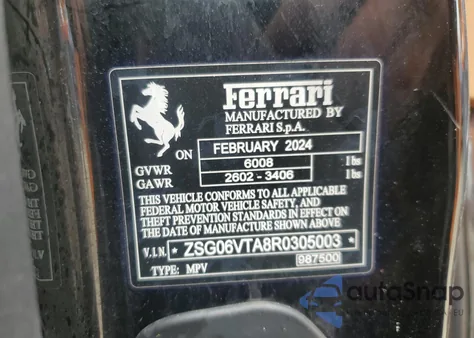 Ferrari
MANUFACTURED BY
FERRARI S.p.A.
ON FEBRUARY 2024
GVWR 6008 lbs
GAWR 2602 - 3406 lbs
THIS VEHICLE CONFORMS TO ALL APPLICABLE
FEDERAL MOTOR VEHICLE SAFETY, AND
THEFT PREVENTION STANDARDS IN EFFECT ON
THE DATE OF MANUFACTURE SHOWN ABOVE
V.I.N. ZSG06VTA8R0305003
TYPE: MPV 987500
autoSnap